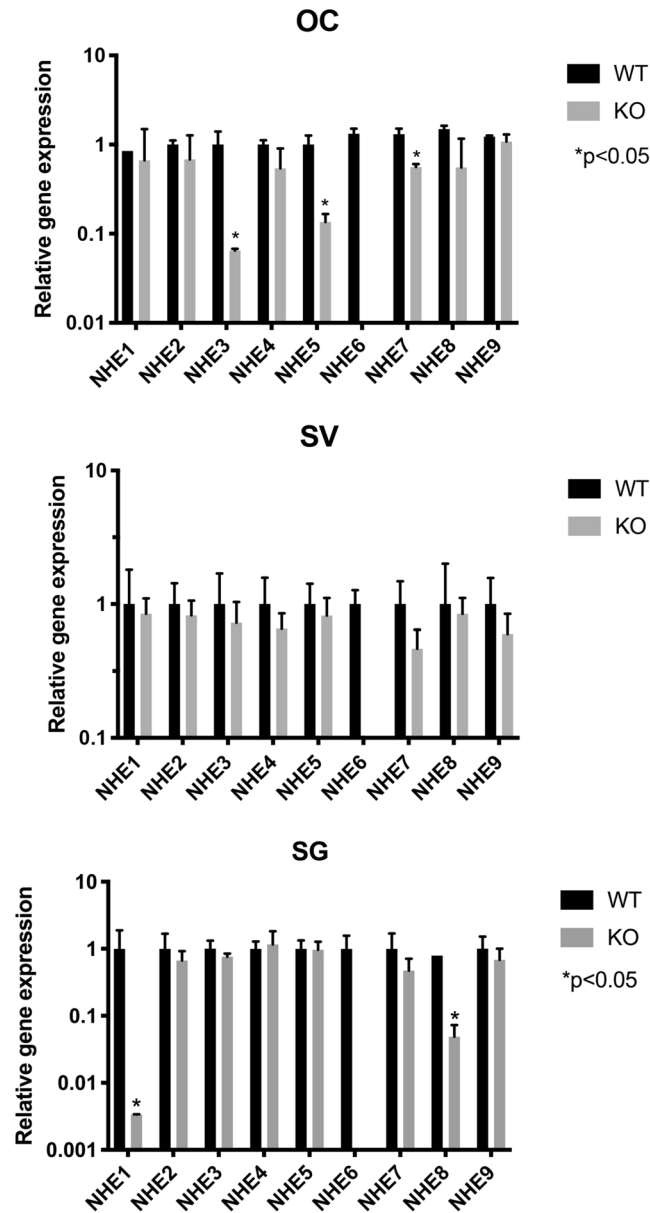 OC
Relative gene expression
10
1
0.1
0.01
* * *
NHE1 NHE2 NHE3 NHE4 NHE5 NHE6 NHE7 NHE8 NHE9
WT
KO
*p<0.05
SV
Relative gene expression
10
1
0.1
NHE1 NHE2 NHE3 NHE4 NHE5 NHE6 NHE7 NHE8 NHE9
WT
KO
SG
Relative gene expression
10
1
0.1
0.01
0.001
* *
NHE1 NHE2 NHE3 NHE4 NHE5 NHE6 NHE7 NHE8 NHE9
WT
KO
*p<0.05